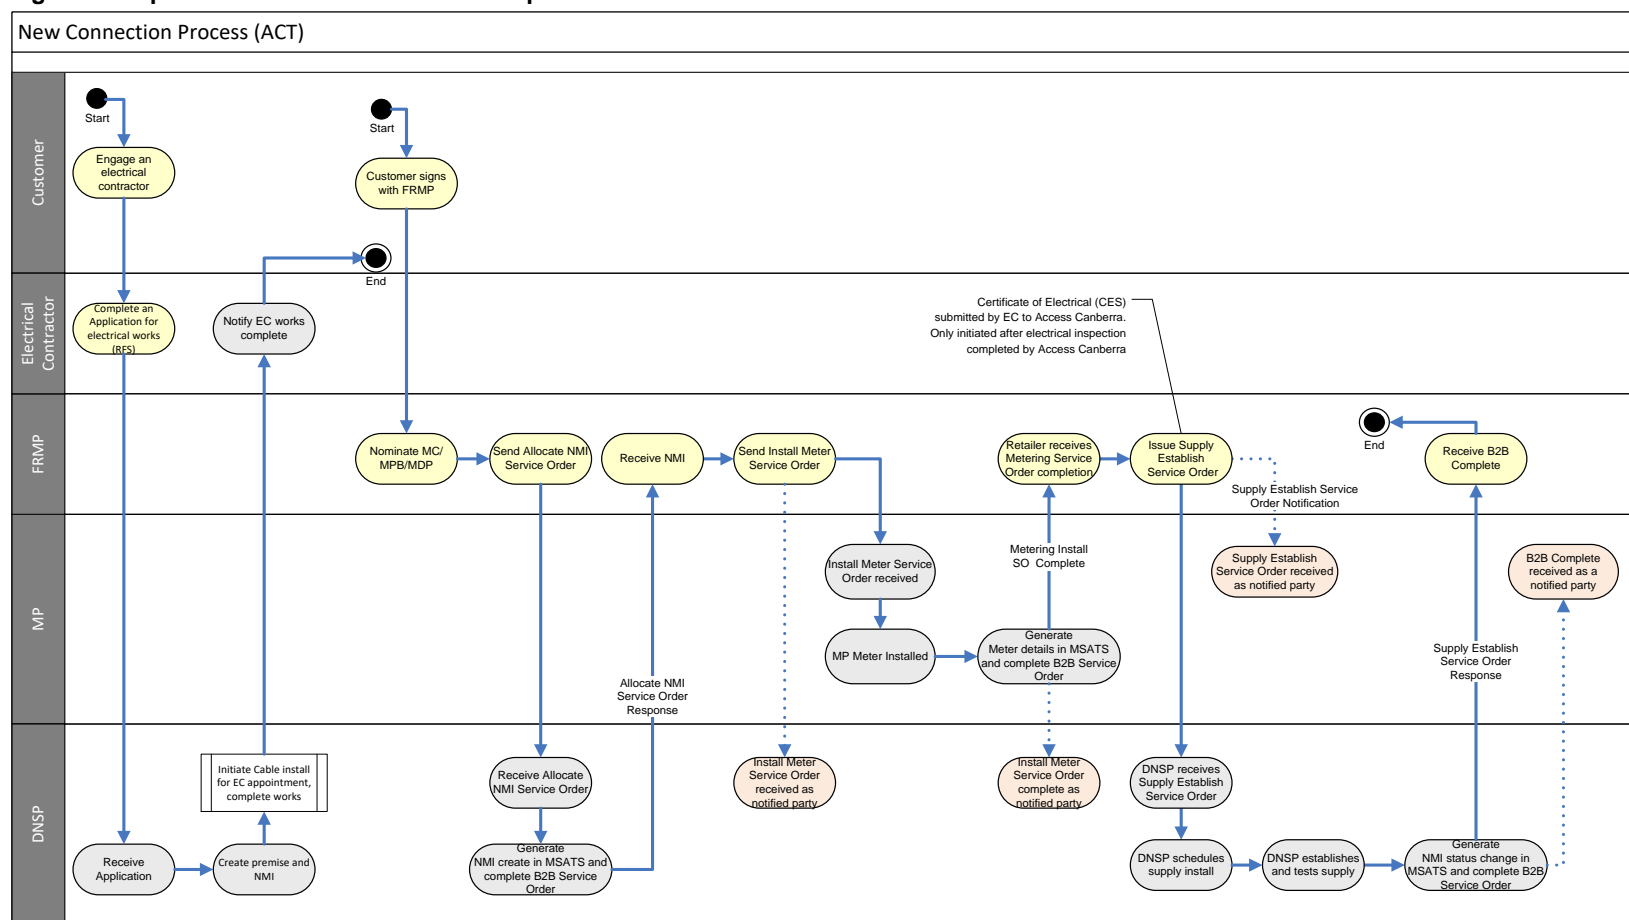 New Connection Process (ACT)
Customer
Start
Engage an
electrical
contractor
Start
Customer signs
with FRMP
End
Electrical
Contractor
Complete an
Application for
electrical works
(RFS)
Notify EC works
complete
Certificate of Electrical (CES)
submitted by EC to Access Canberra.
Only initiated after electrical inspection
completed by Access Canberra
FRMP
Nominate MC/
MPB/MDP
Send Allocate NMI
Service Order
Receive NMI
Send Install Meter
Service Order
Retailer receives
Metering Service
Order completion
Issue Supply
Establish
Service Order
Supply Establish Service
Order Notification
End
Receive B2B
Complete
MP
Install Meter Service
Order received
MP Meter Installed
Metering Install
SO Complete
Generate
Meter details in MSATS
and complete B2B Service
Order
Supply Establish
Service Order received
as notified party
B2B Complete
received as a
notified party
Allocate NMI
Service Order
Response
Supply Establish
Service Order
Response
DNSP
Initiate Cable install
for EC appointment,
complete works
Receive
Application
Create premise and
NMI
Receive Allocate
NMI Service Order
Generate
NMI create in MSATS and
complete B2B Service
Order
Install Meter
Service Order
received as
notified party
Install Meter
Service Order
complete as
notified party
DNSP receives
Supply Establish
Service Order
DNSP schedules
supply install
DNSP establishes
and tests supply
Generate
NMI status change in
MSATS and complete B2B
Service Order